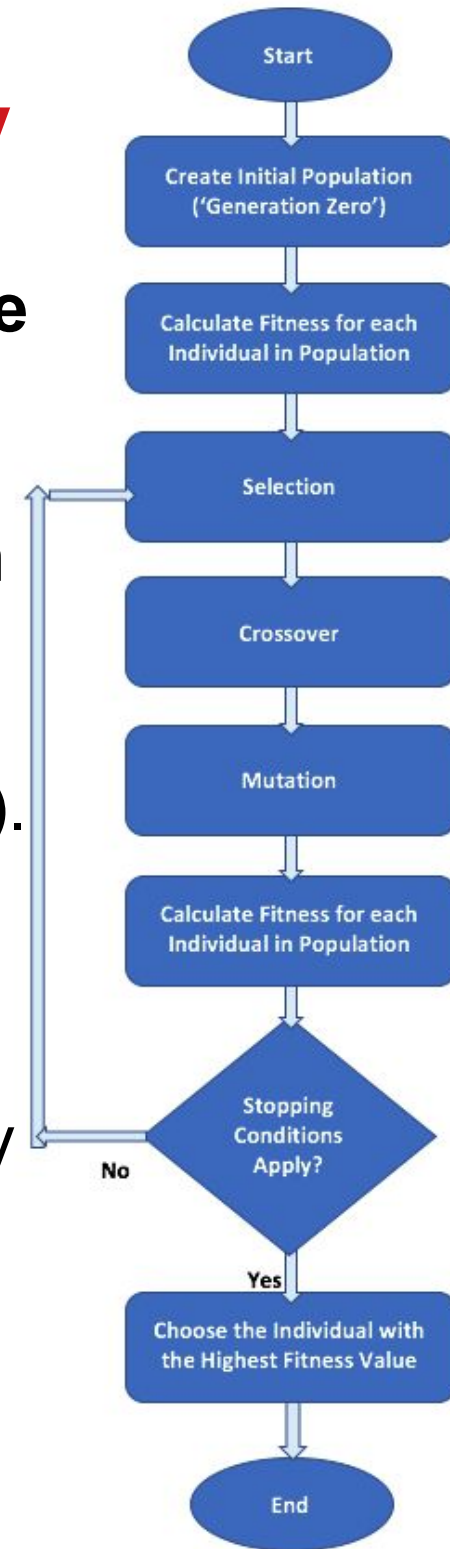 Start
Create Initial Population
(‘Generation Zero’)
e
Calculate Fitness for each
Individual in Population
Selection
Crossover
).
Mutation
Calculate Fitness for each
Individual in Population
Stopping
Conditions
Apply?
y
No
Yes
Choose the Individual with
the Highest Fitness Value
End